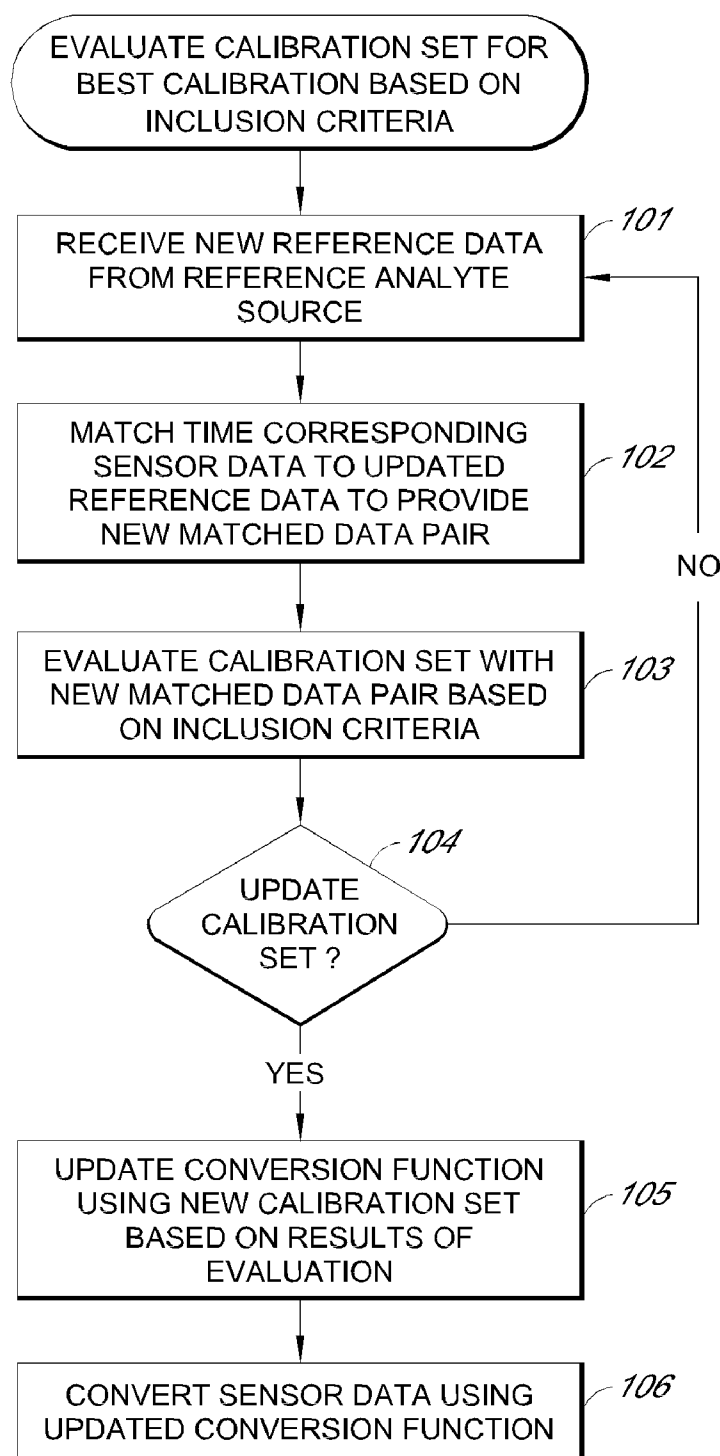 EVALUATE CALIBRATION SET FOR
BEST CALIBRATION BASED ON
INCLUSION CRITERIA
101
RECEIVE NEW REFERENCE DATA
FROM REFERENCE ANALYTE
SOURCE
102
MATCH TIME CORRESPONDING
SENSOR DATA TO UPDATED
REFERENCE DATA TO PROVIDE
NEW MATCHED DATA PAIR
NO
103
EVALUATE CALIBRATION SET WITH
NEW MATCHED DATA PAIR BASED
ON INCLUSION CRITERIA
104
UPDATE
CALIBRATION
SET ?
YES
105
UPDATE CONVERSION FUNCTION
USING NEW CALIBRATION SET
BASED ON RESULTS OF
EVALUATION
106
CONVERT SENSOR DATA USING
UPDATED CONVERSION FUNCTION